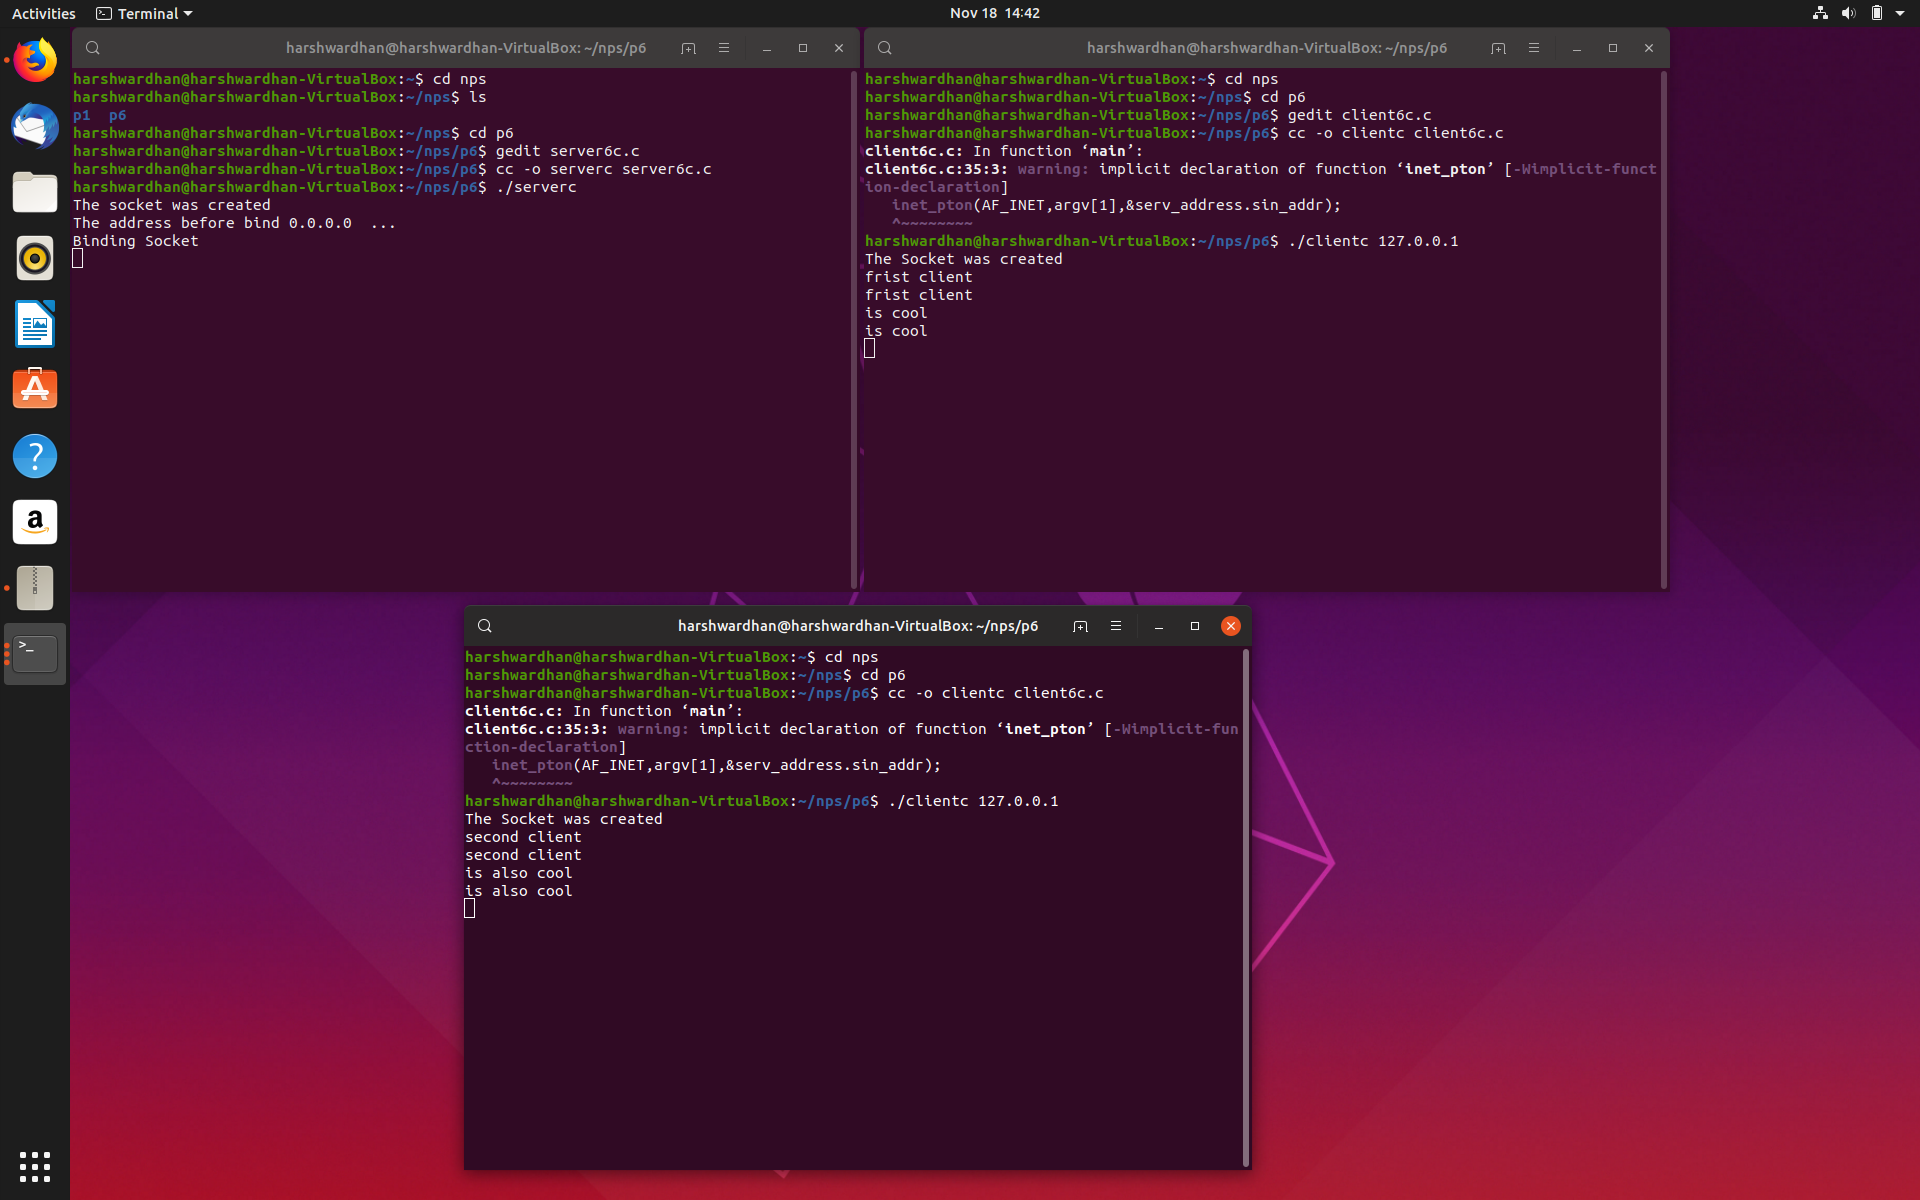 Activities
Terminal
Nov 18 14:42
harshwardhan@harshwardhan-VirtualBox: ~/nps/p6
harshwardhan@harshwardhan-VirtualBox:~$ cd nps
harshwardhan@harshwardhan-VirtualBox:~/nps$ ls
p1  p6
harshwardhan@harshwardhan-VirtualBox:~/nps$ cd p6
harshwardhan@harshwardhan-VirtualBox:~/nps/p6$ gedit server6c.c
harshwardhan@harshwardhan-VirtualBox:~/nps/p6$ cc -o serverc server6c.c
harshwardhan@harshwardhan-VirtualBox:~/nps/p6$ ./serverc
The socket was created
The address before bind 0.0.0.0  ...
Binding Socket
harshwardhan@harshwardhan-VirtualBox: ~/nps/p6
harshwardhan@harshwardhan-VirtualBox:~$ cd nps
harshwardhan@harshwardhan-VirtualBox:~/nps$ cd p6
harshwardhan@harshwardhan-VirtualBox:~/nps/p6$ gedit client6c.c
harshwardhan@harshwardhan-VirtualBox:~/nps/p6$ cc -o clientc client6c.c
client6c.c: In function ‘main’:
client6c.c:35:3: warning: implicit declaration of function ‘inet_pton’ [-Wimplicit-funct
ion-declaration]
   inet_pton(AF_INET,argv[1],&serv_address.sin_addr);
   ^~~~~~~~~
harshwardhan@harshwardhan-VirtualBox:~/nps/p6$ ./clientc 127.0.0.1
The Socket was created
frist client
frist client
is cool
is cool
harshwardhan@harshwardhan-VirtualBox: ~/nps/p6
harshwardhan@harshwardhan-VirtualBox:~$ cd nps
harshwardhan@harshwardhan-VirtualBox:~/nps$ cd p6
harshwardhan@harshwardhan-VirtualBox:~/nps/p6$ cc -o clientc client6c.c
client6c.c: In function ‘main’:
client6c.c:35:3: warning: implicit declaration of function ‘inet_pton’ [-Wimplicit-fun
ction-declaration]
   inet_pton(AF_INET,argv[1],&serv_address.sin_addr);
   ^~~~~~~~~
harshwardhan@harshwardhan-VirtualBox:~/nps/p6$ ./clientc 127.0.0.1
The Socket was created
second client
second client
is also cool
is also cool